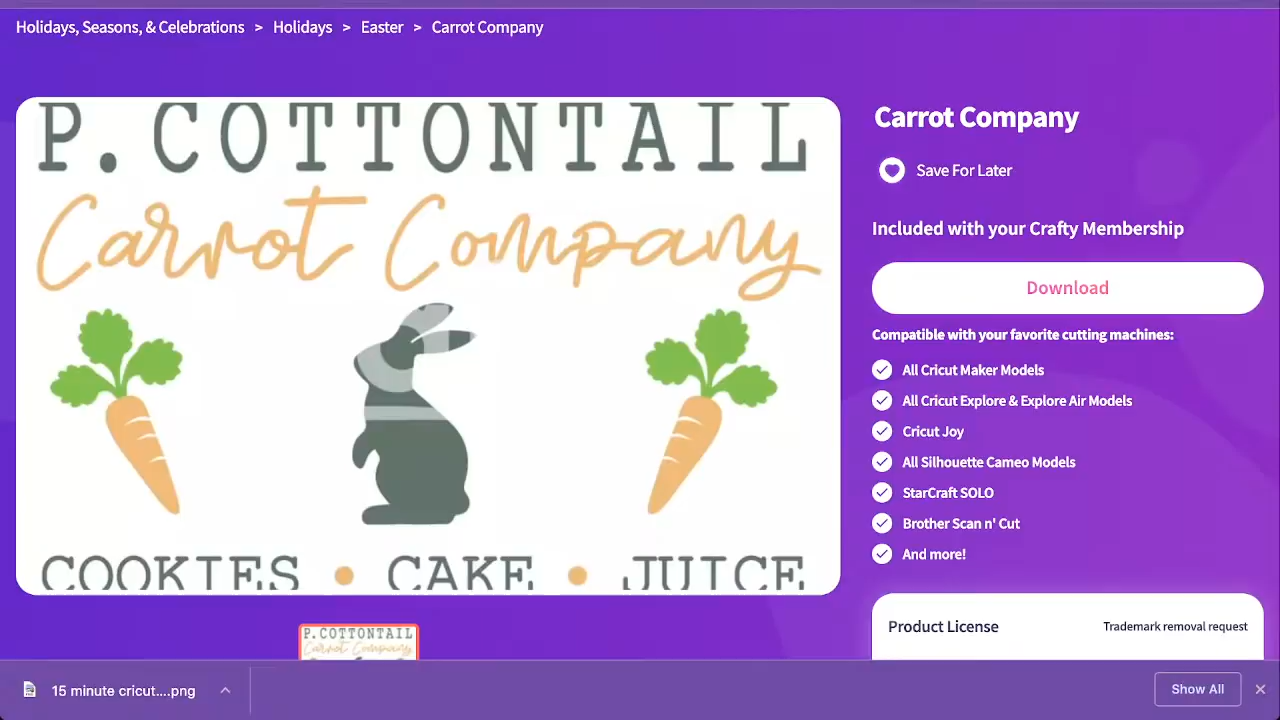 Holidays, Seasons, & Celebrations > Holidays > Easter > Carrot Company
P. COTTONTAIL
Carrot Company
COOKIES • CAKE • JUICE
P. COTTONTAIL
Carrot Company
Carrot Company
Save For Later
Included with your Crafty Membership
Download
Compatible with your favorite cutting machines:
All Cricut Maker Models
All Cricut Explore & Explore Air Models
Cricut Joy
All Silhouette Cameo Models
StarCraft SOLO
Brother Scan n' Cut
And more!
Product License
Trademark removal request
15 minute cricut....png
Show All